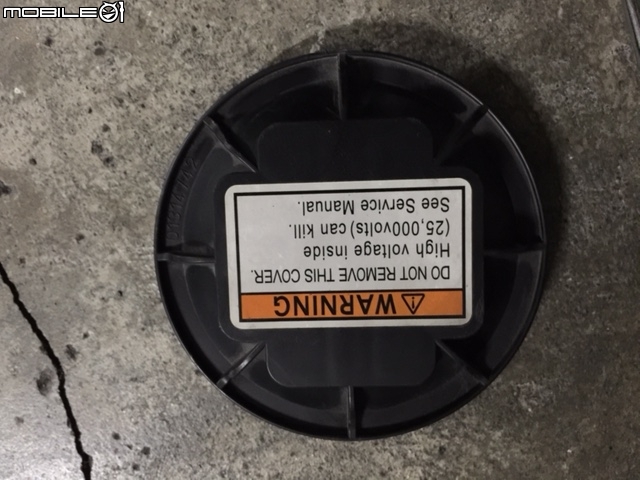 MOBILE01
⚠ WARNING
DO NOT REMOVE THIS COVER.
High voltage inside
(25,000volts) can kill.
See Service Manual.